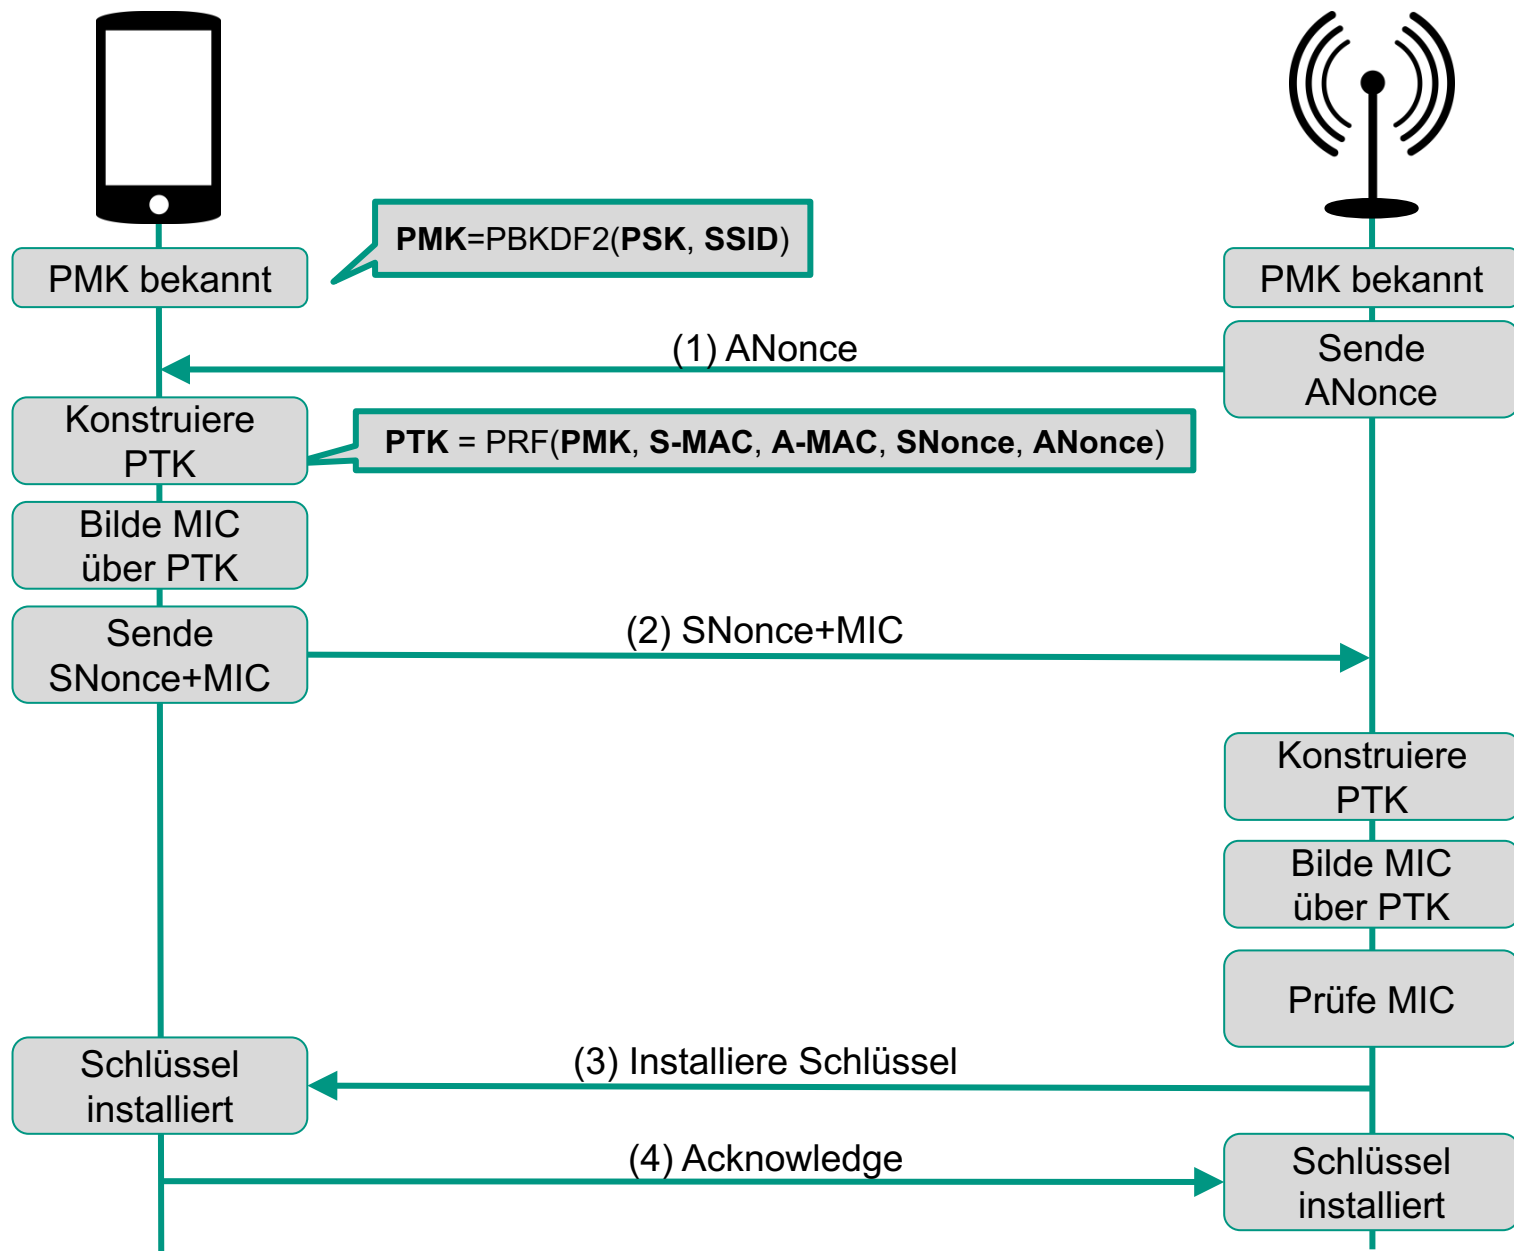 PMK=PBKDF2(PSK, SSID)
PMK bekannt
PMK bekannt
(1) ANonce
Sende
ANonce
Konstruiere
PTK
PTK = PRF(PMK, S-MAC, A-MAC, SNonce, ANonce)
Bilde MIC
über PTK
Sende
SNonce+MIC
(2) SNonce+MIC
Konstruiere
PTK
Bilde MIC
über PTK
Prüfe MIC
Schlüssel
installiert
(3) Installiere Schlüssel
(4) Acknowledge
Schlüssel
installiert